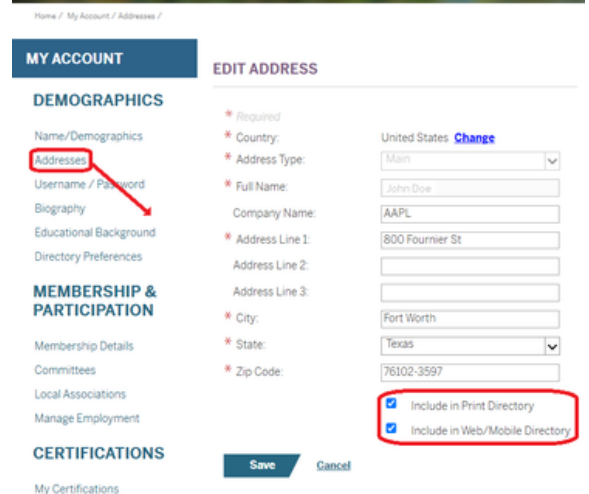 Home / My Account / Addresses /
MY ACCOUNT
DEMOGRAPHICS
Name/Demographics
Addresses
Username / Password
Biography
Educational Background
Directory Preferences
MEMBERSHIP &
PARTICIPATION
Membership Details
Committees
Local Associations
Manage Employment
CERTIFICATIONS
My Certifications
EDIT ADDRESS
* Required
* Country: United States Change
* Address Type: Main
* Full Name: John Doe
Company Name: AAPL
* Address Line 1: 800 Fournier St
Address Line 2:
Address Line 3:
* City: Fort Worth
* State: Texas
* Zip Code: 76102-3597
Include in Print Directory
Include in Web/Mobile Directory
Save Cancel